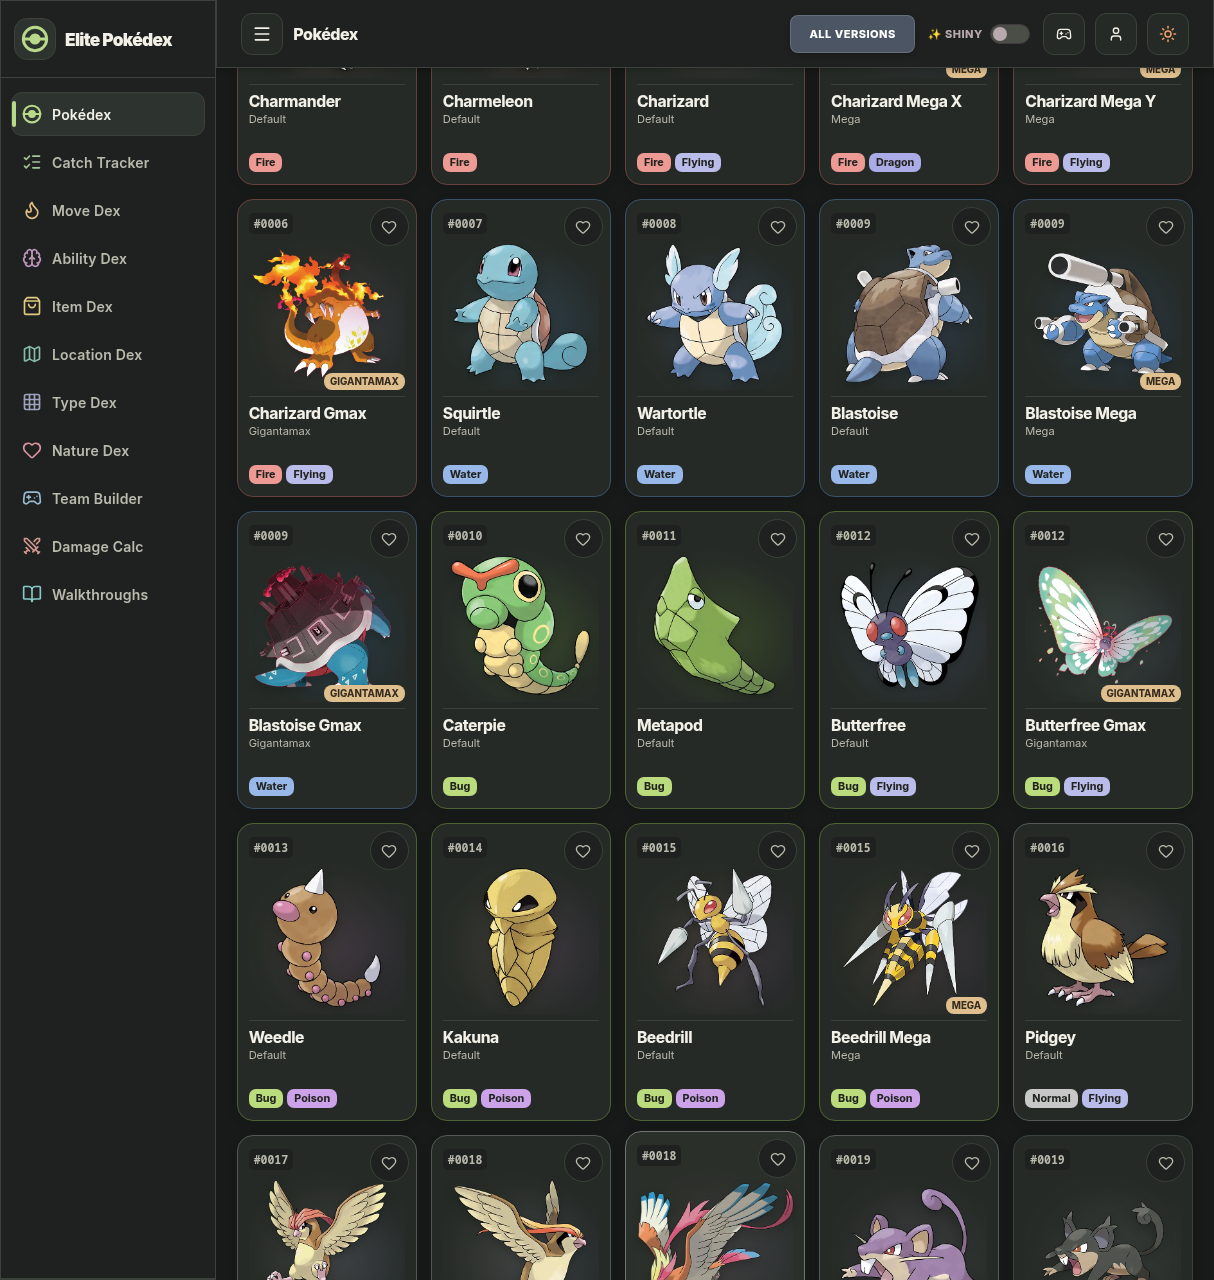 Elite Pokédex
Pokédex
ALL VERSIONS
✨ SHINY
Pokédex
Catch Tracker
Move Dex
Ability Dex
Item Dex
Location Dex
Type Dex
Nature Dex
Team Builder
Damage Calc
Walkthroughs
MEGA
MEGA
Charmander
Default
Fire
Charmeleon
Default
Fire
Charizard
Default
Fire Flying
Charizard Mega X
Mega
Fire Dragon
Charizard Mega Y
Mega
Fire Flying
#0006
GIGANTAMAX
Charizard Gmax
Gigantamax
Fire Flying
#0007
Squirtle
Default
Water
#0008
Wartortle
Default
Water
#0009
Blastoise
Default
Water
#0009
MEGA
Blastoise Mega
Mega
Water
#0009
GIGANTAMAX
Blastoise Gmax
Gigantamax
Water
#0010
Caterpie
Default
Bug
#0011
Metapod
Default
Bug
#0012
Butterfree
Default
Bug Flying
#0012
GIGANTAMAX
Butterfree Gmax
Gigantamax
Bug Flying
#0013
Weedle
Default
Bug Poison
#0014
Kakuna
Default
Bug Poison
#0015
Beedrill
Default
Bug Poison
#0015
MEGA
Beedrill Mega
Mega
Bug Poison
#0016
Pidgey
Default
Normal Flying
#0017
#0018
#0018
#0019
#0019